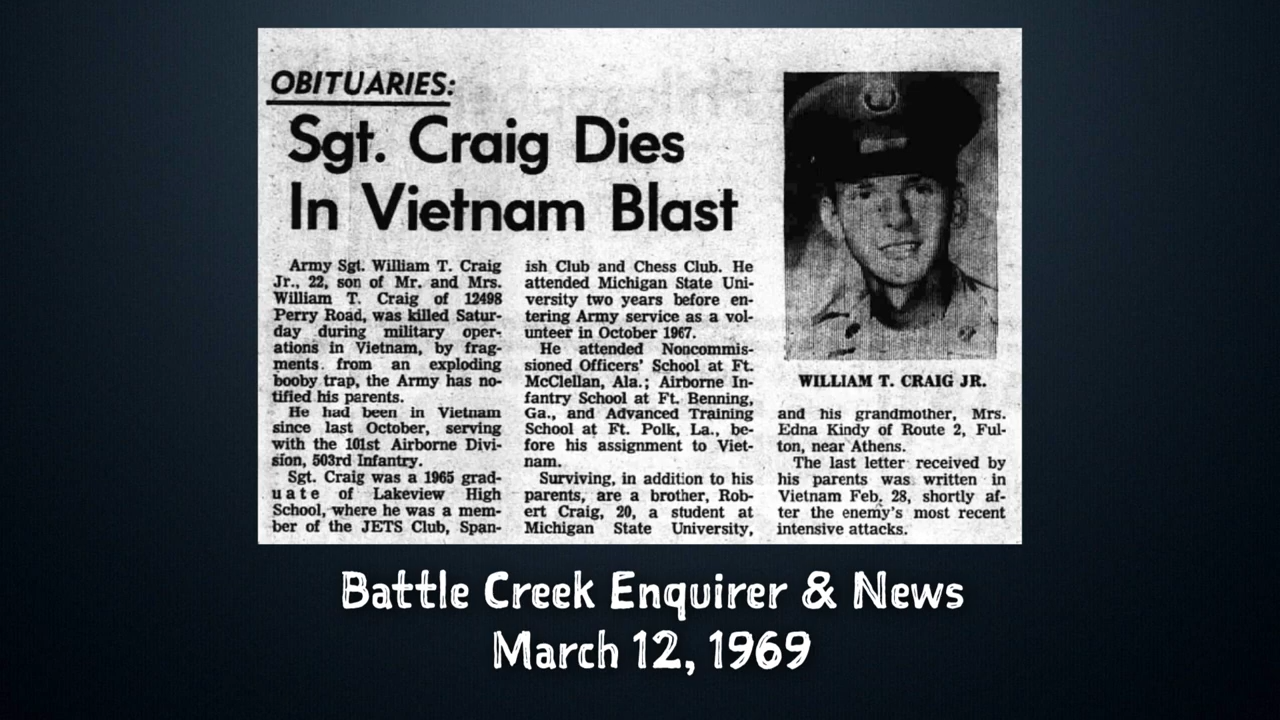 OBITUARIES:
Sgt. Craig Dies
In Vietnam Blast
Army Sgt. William T. Craig
Jr., 22, son of Mr. and Mrs.
William T. Craig of 12498
Perry Road, was killed Satur-
day during military oper-
ations in Vietnam, by frag-
ments from an exploding
booby trap, the Army has no-
tified his parents.
He had been in Vietnam
since last October, serving
with the 101st Airborne Divi-
sion, 503rd Infantry.
Sgt. Craig was a 1965 grad-
uate of Lakeview High
School, where he was a mem-
ber of the JETS Club, Span-
ish Club and Chess Club. He
attended Michigan State Uni-
versity two years before en-
tering Army service as a vol-
unteer in October 1967.
He attended Noncommis-
sioned Officers' School at Ft.
McClellan, Ala.; Airborne In-
fantry School at Ft. Benning,
Ga., and Advanced Training
School at Ft. Polk, La., be-
fore his assignment to Viet-
nam.
Surviving, in addition to his
parents, are a brother, Rob-
ert Craig, 20, a student at
Michigan State University,
WILLIAM T. CRAIG JR.
and his grandmother, Mrs.
Edna Kindy of Route 2, Ful-
ton, near Athens.
The last letter received by
his parents was written in
Vietnam Feb. 28, shortly af-
ter the enemy's most recent
intensive attacks.
Battle Creek Enquirer & News
March 12, 1969